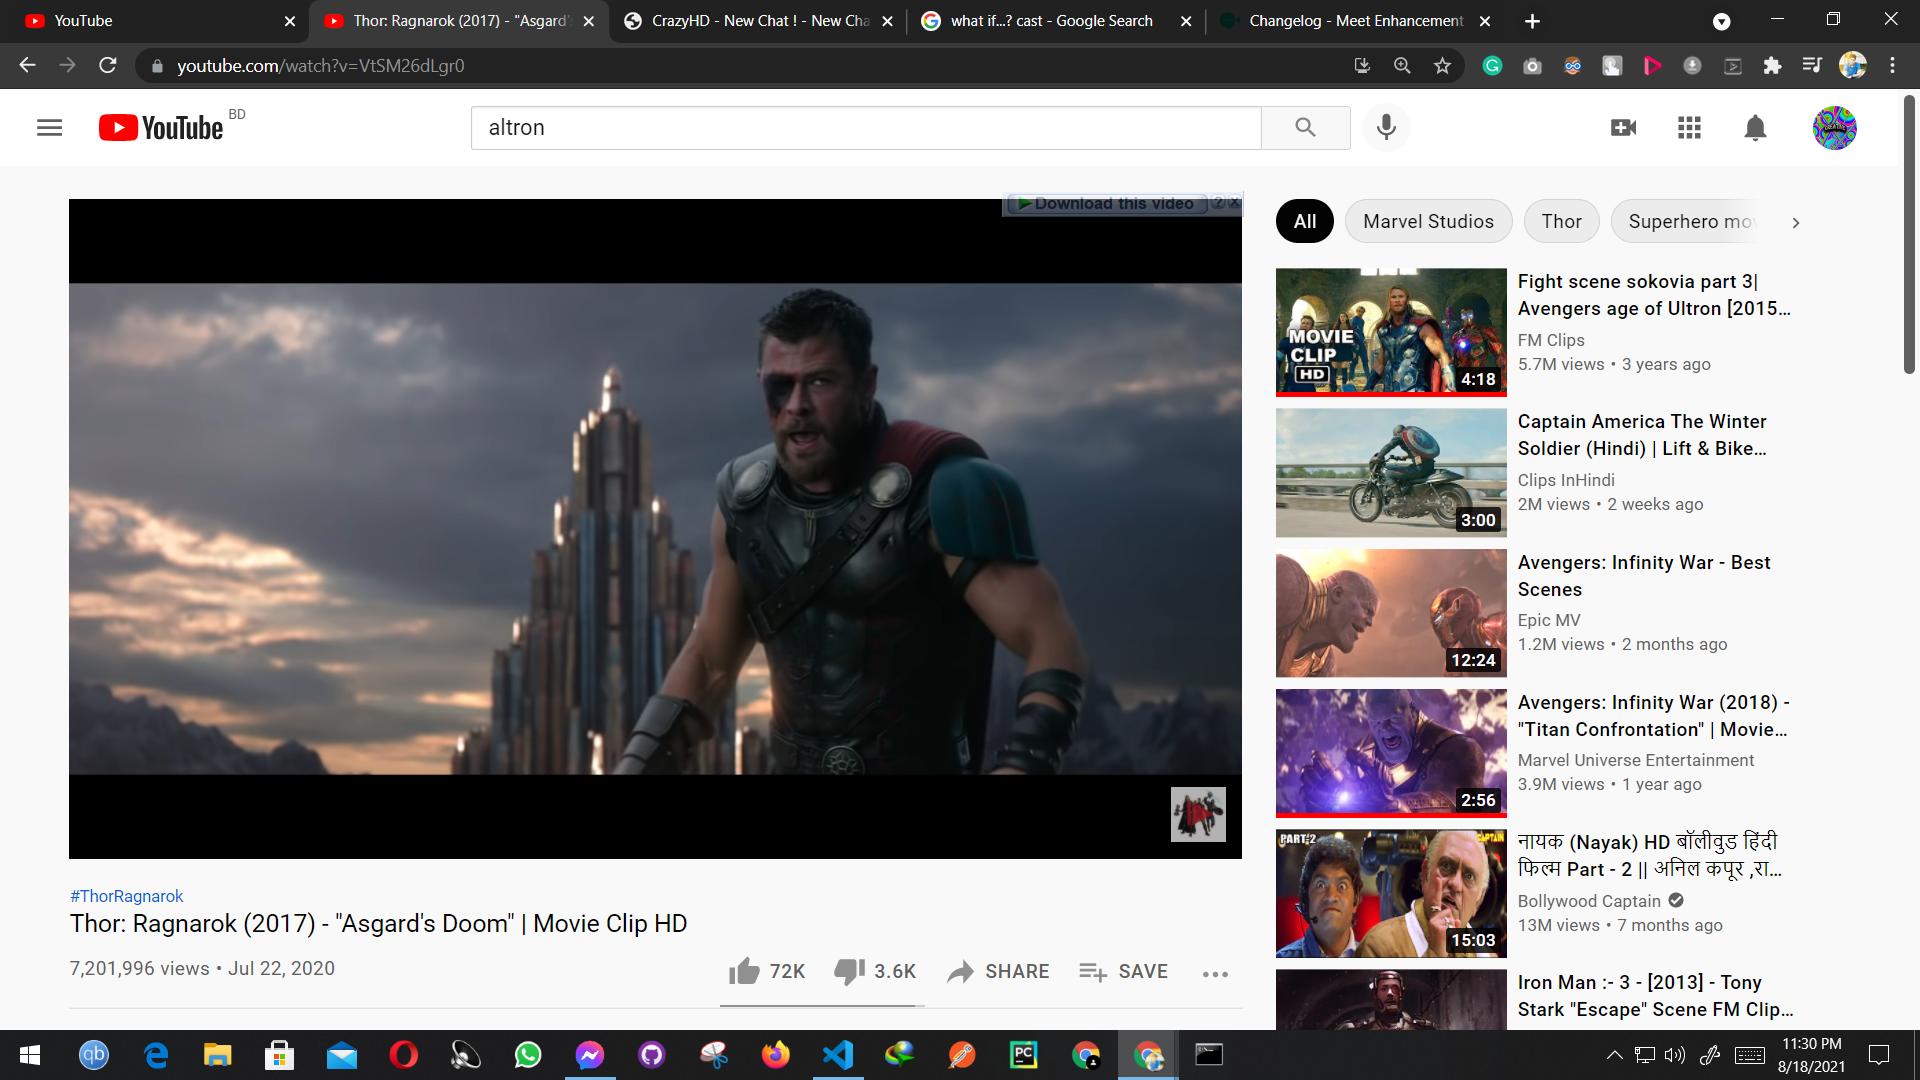 YouTube
Thor: Ragnarok (2017) - "Asgard's
CrazyHD - New Chat ! - New Cha
what if...? cast - Google Search
Changelog - Meet Enhancement
youtube.com/watch?v=VtSM26dLgr0
YouTube BD
altron
Download this video
All
Marvel Studios
Thor
Superhero mov
MOVIE
CLIP
HD
4:18
Fight scene sokovia part 3|
Avengers age of Ultron [2015...
FM Clips
5.7M views • 3 years ago
3:00
Captain America The Winter
Soldier (Hindi) | Lift & Bike...
Clips InHindi
2M views • 2 weeks ago
12:24
Avengers: Infinity War - Best
Scenes
Epic MV
1.2M views • 2 months ago
2:56
Avengers: Infinity War (2018) -
"Titan Confrontation" | Movie...
Marvel Universe Entertainment
3.9M views • 1 year ago
PART-2
CAPTAIN
15:03
नायक (Nayak) HD बॉलीवुड हिंदी
फिल्म Part - 2 || अनिल कपूर ,रा...
Bollywood Captain
13M views • 7 months ago
Iron Man :- 3 - [2013] - Tony
Stark "Escape" Scene FM Clip...
#ThorRagnarok
Thor: Ragnarok (2017) - "Asgard's Doom" | Movie Clip HD
7,201,996 views • Jul 22, 2020
72K
3.6K
SHARE
SAVE
qb
PC
11:30 PM
8/18/2021